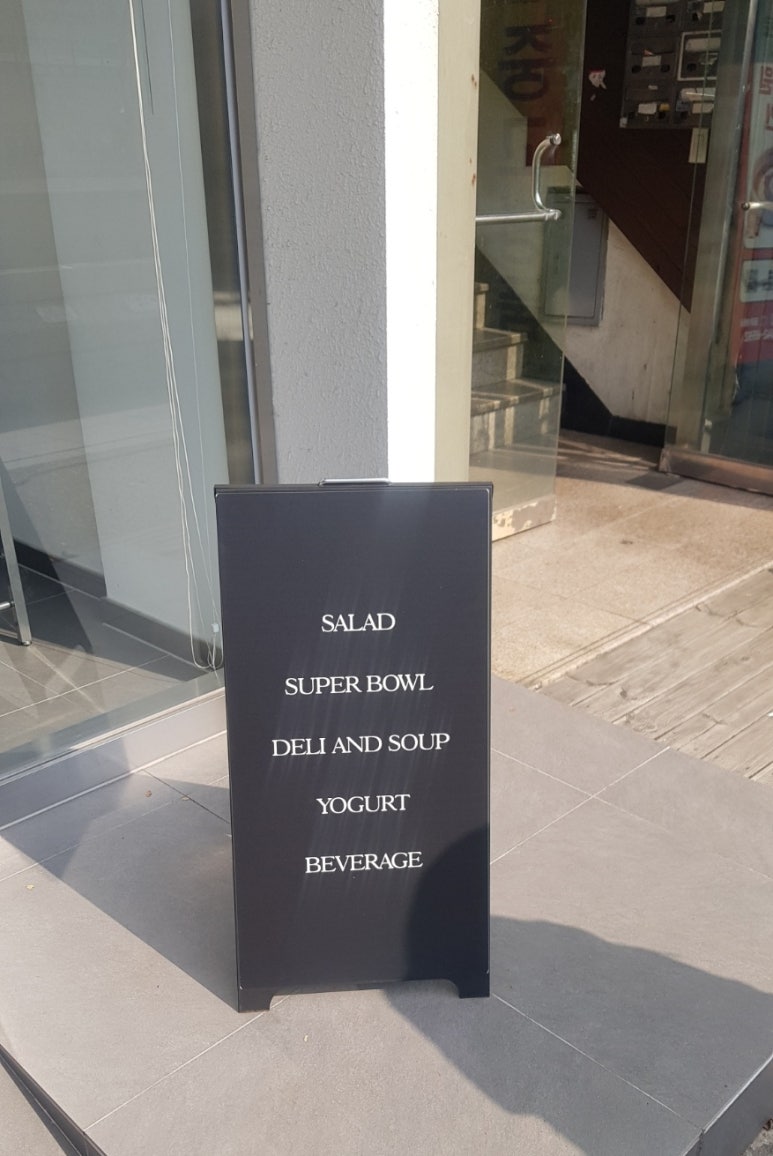 SALAD
SUPER BOWL
DELI AND SOUP
YOGURT
BEVERAGE